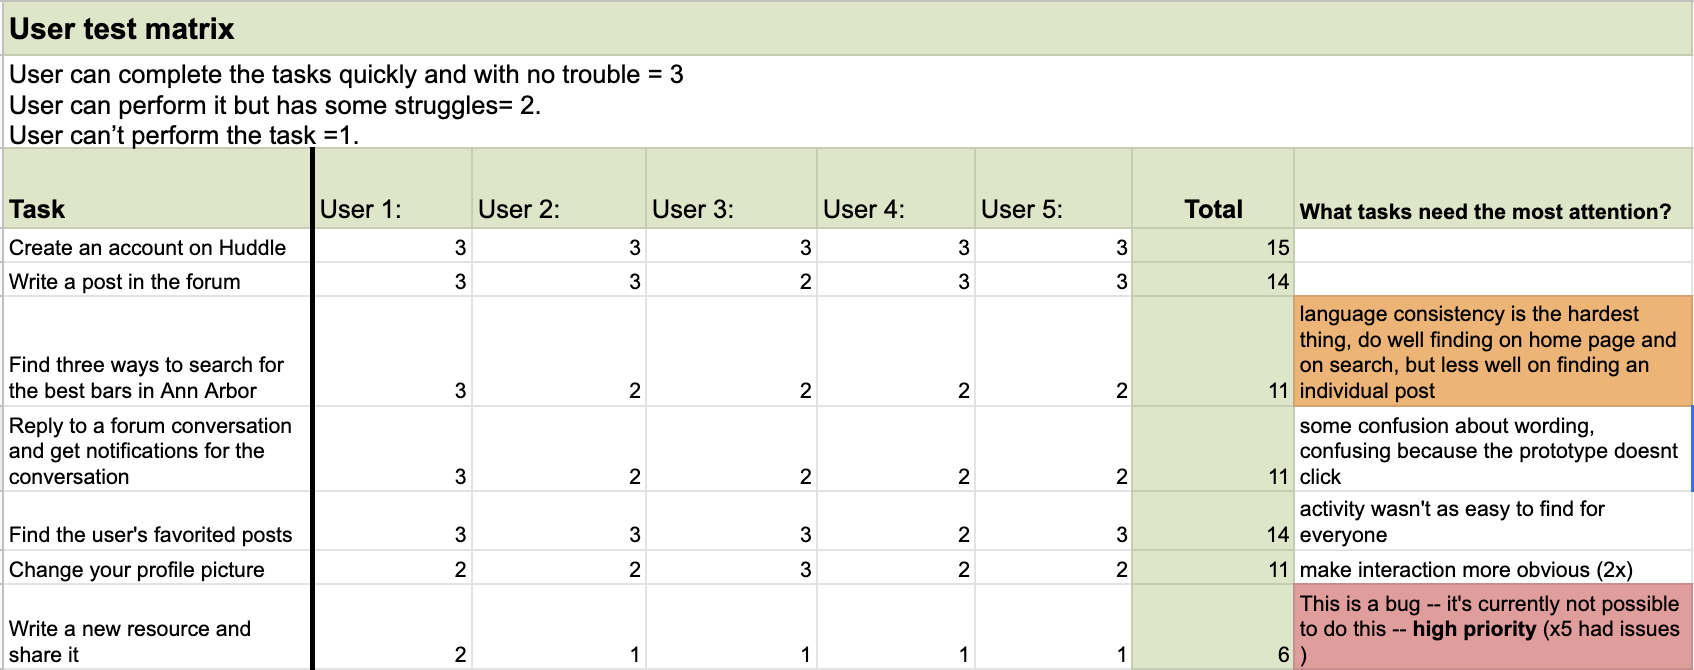 User test matrix
User can complete the tasks quickly and with no trouble = 3
User can perform it but has some struggles= 2.
User can’t perform the task =1.
Task User 1: User 2: User 3: User 4: User 5: Total What tasks need the most attention?
Create an account on Huddle 3 3 3 3 3 15
Write a post in the forum 3 3 2 3 3 14
Find three ways to search for
the best bars in Ann Arbor 3 2 2 2 2 11
language consistency is the hardest
thing, do well finding on home page and
on search, but less well on finding an
individual post
Reply to a forum conversation
and get notifications for the
conversation 3 2 2 2 2 11
some confusion about wording,
confusing because the prototype doesnt
click
Find the user's favorited posts 3 3 3 2 3 14
activity wasn't as easy to find for
everyone
Change your profile picture 2 2 3 2 2 11 make interaction more obvious (2x)
Write a new resource and
share it 2 1 1 1 1 6
This is a bug -- it's currently not possible
to do this -- high priority (x5 had issues
)